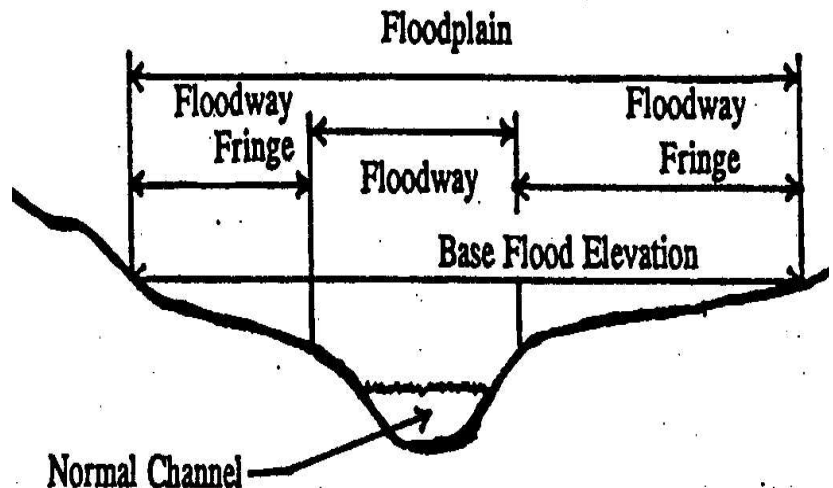 Floodplain
Floodway
Fringe
Floodway
Floodway
Fringe
Base Flood Elevation
Normal Channel